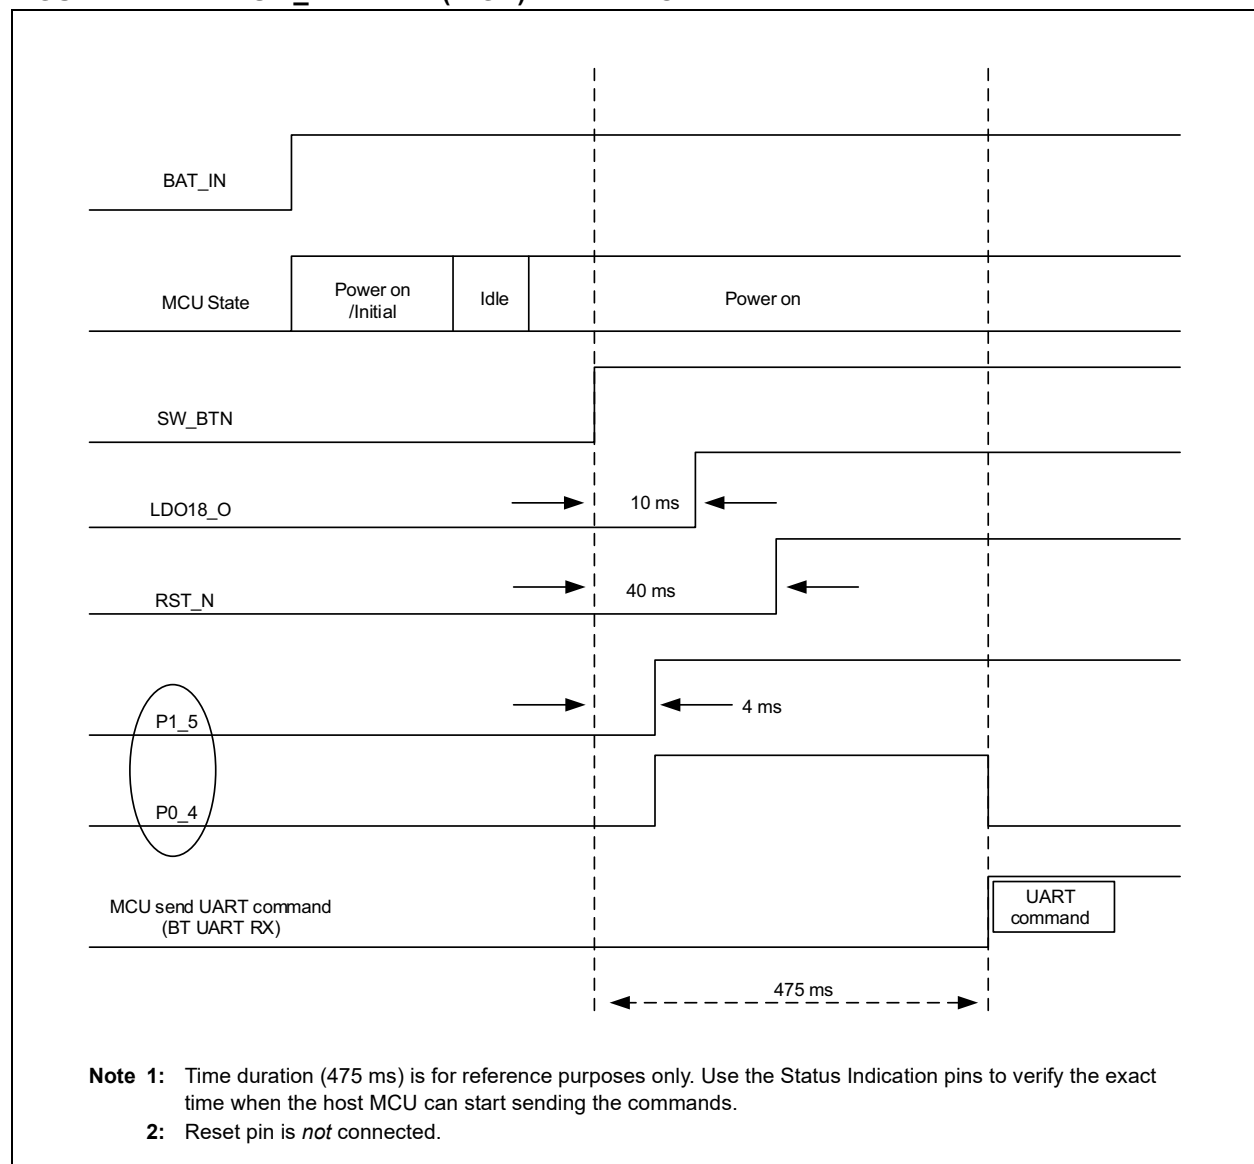 BAT_IN
MCU State
Power on
/Initial
Idle
Power on
SW_BTN
LDO18_O
10 ms
RST_N
40 ms
P1_5
4 ms
P0_4
MCU send UART command
(BT UART RX)
UART
command
475 ms
Note 1: Time duration (475 ms) is for reference purposes only. Use the Status Indication pins to verify the exact
time when the host MCU can start sending the commands.
2: Reset pin is not connected.